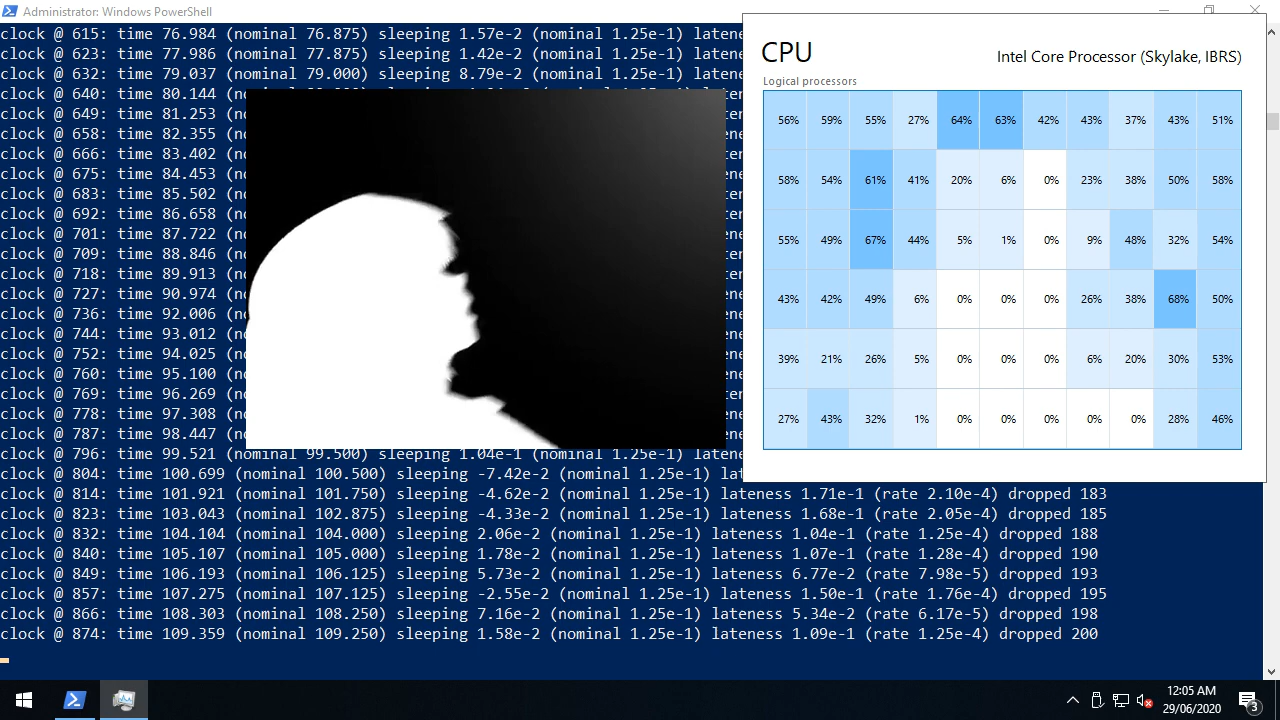 Administrator: Windows PowerShell
clock @ 615: time 76.984 (nominal 76.875) sleeping 1.57e-2 (nominal 1.25e-1)
clock @ 623: time 77.986 (nominal 77.875) sleeping 1.42e-2 (nominal 1.25e-1)
clock @ 632: time 79.037 (nominal 79.000) sleeping 8.79e-2 (nominal 1.25e-1)
clock @ 640: time 80.144
clock @ 649: time 81.253
clock @ 658: time 82.355
clock @ 666: time 83.402
clock @ 675: time 84.453
clock @ 683: time 85.502
clock @ 692: time 86.658
clock @ 701: time 87.722
clock @ 709: time 88.846
clock @ 718: time 89.913
clock @ 727: time 90.974
clock @ 736: time 92.006
clock @ 744: time 93.012
clock @ 752: time 94.025
clock @ 760: time 95.100
clock @ 769: time 96.269
clock @ 778: time 97.308
clock @ 787: time 98.447
clock @ 796: time 99.521 (nominal 99.500) sleeping 1.04e-1 (nominal 1.25e-1)
clock @ 804: time 100.699 (nominal 100.500) sleeping -7.42e-2 (nominal 1.25e-1)
clock @ 814: time 101.921 (nominal 101.750) sleeping -4.62e-2 (nominal 1.25e-1) lateness 1.71e-1 (rate 2.10e-4) dropped 183
clock @ 823: time 103.043 (nominal 102.875) sleeping -4.33e-2 (nominal 1.25e-1) lateness 1.68e-1 (rate 2.05e-4) dropped 185
clock @ 832: time 104.104 (nominal 104.000) sleeping 2.06e-2 (nominal 1.25e-1) lateness 1.04e-1 (rate 1.25e-4) dropped 188
clock @ 840: time 105.107 (nominal 105.000) sleeping 1.78e-2 (nominal 1.25e-1) lateness 1.07e-1 (rate 1.28e-4) dropped 190
clock @ 849: time 106.193 (nominal 106.125) sleeping 5.73e-2 (nominal 1.25e-1) lateness 6.77e-2 (rate 7.98e-5) dropped 193
clock @ 857: time 107.275 (nominal 107.125) sleeping -2.55e-2 (nominal 1.25e-1) lateness 1.50e-1 (rate 1.76e-4) dropped 195
clock @ 866: time 108.303 (nominal 108.250) sleeping 7.16e-2 (nominal 1.25e-1) lateness 5.34e-2 (rate 6.17e-5) dropped 198
clock @ 874: time 109.359 (nominal 109.250) sleeping 1.58e-2 (nominal 1.25e-1) lateness 1.09e-1 (rate 1.25e-4) dropped 200
CPU
Intel Core Processor (Skylake, IBRS)
Logical processors
56% 59% 55% 27% 64% 63% 42% 43% 37% 43% 51%
58% 54% 61% 41% 20% 6% 0% 23% 38% 50% 58%
55% 49% 67% 44% 5% 1% 0% 9% 48% 32% 54%
43% 42% 49% 6% 0% 0% 0% 26% 38% 68% 50%
39% 21% 26% 5% 0% 0% 0% 6% 20% 30% 53%
27% 43% 32% 1% 0% 0% 0% 0% 0% 28% 46%
12:05 AM
29/06/2020
3